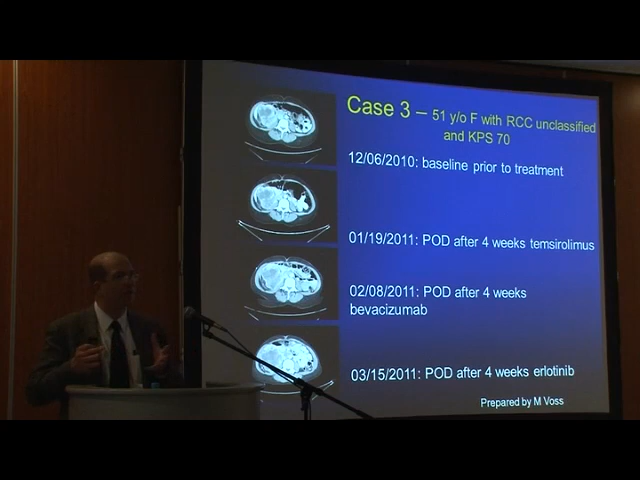 Case 3 – 51 y/o F with RCC unclassified
and KPS 70
12/06/2010: baseline prior to treatment
01/19/2011: POD after 4 weeks temsirolimus
02/08/2011: POD after 4 weeks
bevacizumab
03/15/2011: POD after 4 weeks erlotinib
Prepared by M Voss